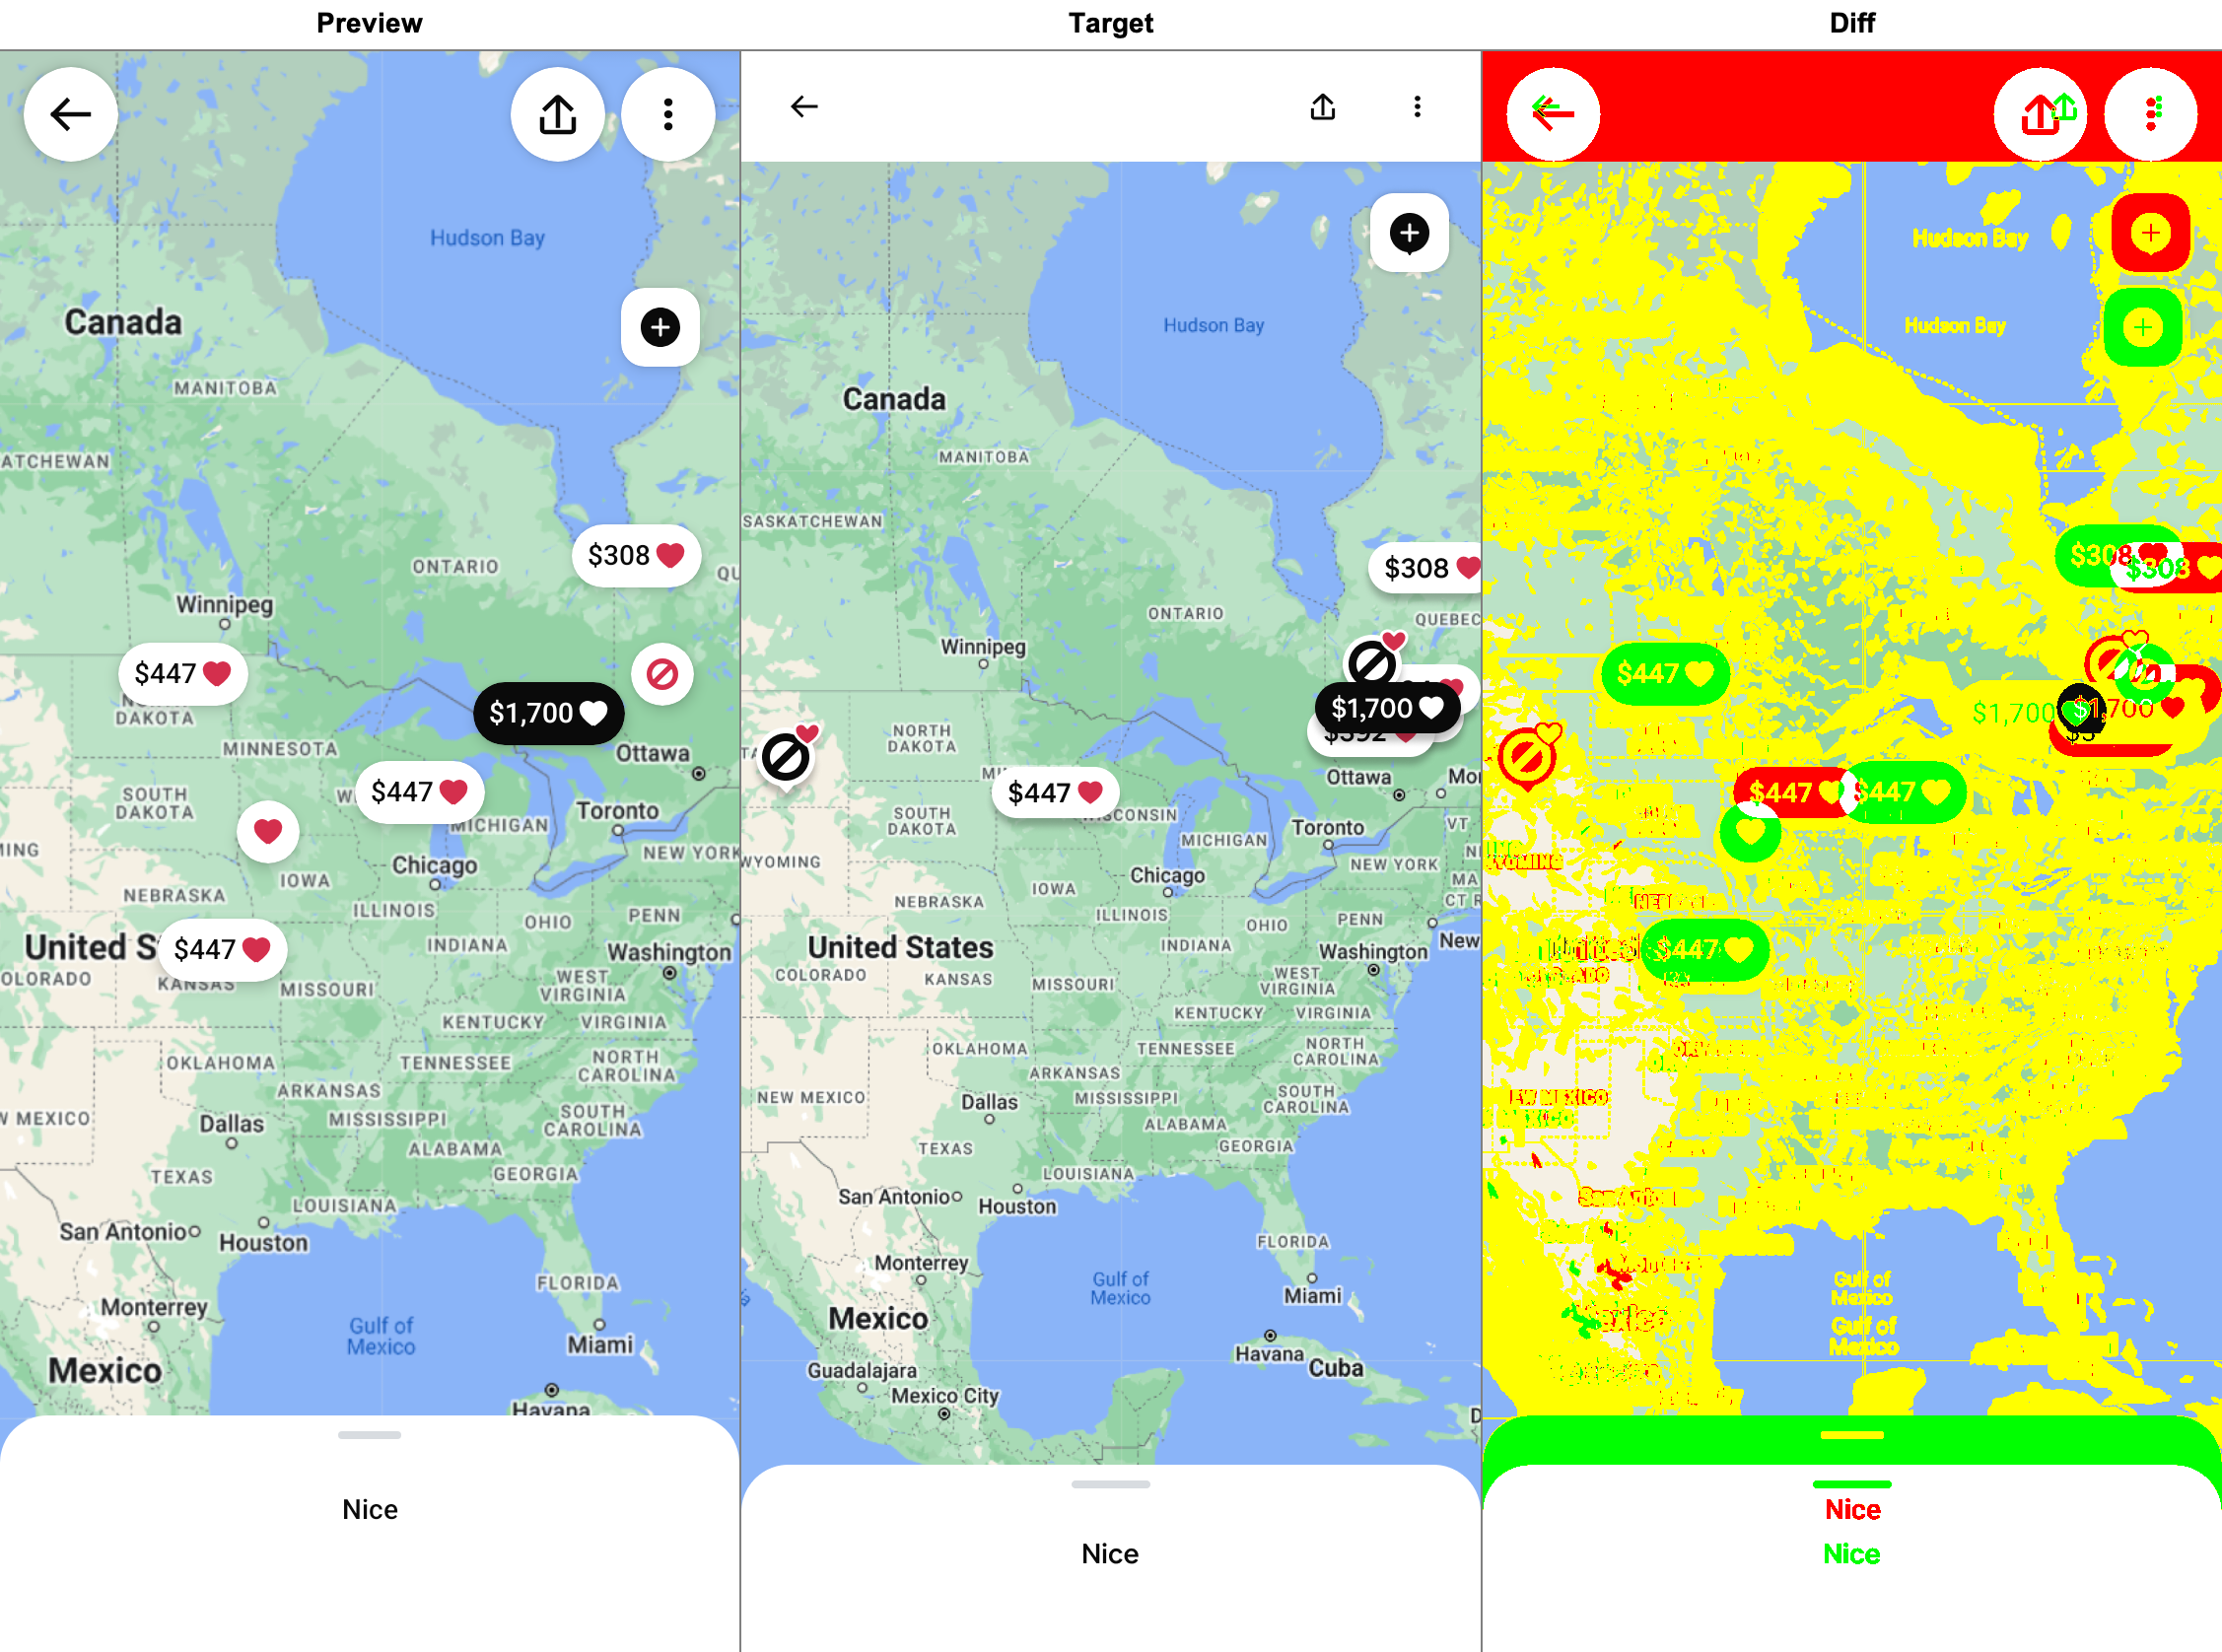 Preview
Hudson Bay
Canada
MANITOBA
ATCHEWAN
$308
ONTARIO
QU
Winnipeg
$447
DAKOTA
$1,700
MINNESOTA
Ottawa
SOUTH
DAKOTA
$447
MICHIGAN
Toronto
MING
NEW YORK
Chicago
IOWA
NEBRASKA
ILLINOIS
OHIO
PENN
United S
$447
INDIANA
Washington
OLORADO
KANSAS
MISSOURI
WEST
VIRGINIA
KENTUCKY
VIRGINIA
OKLAHOMA
TENNESSEE
NORTH
CAROLINA
ARKANSAS
W MEXICO
Dallas
MISSISSIPPI
SOUTH
CAROLINA
ALABAMA
TEXAS
GEORGIA
LOUISIANA
San Antonio
Houston
FLORIDA
Monterrey
Gulf of
Mexico
Miami
Mexico
Havana
Nice
Target
Hudson Bay
Canada
MANITOBA
SASKATCHEWAN
$308
ONTARIO
QUEBEC
Winnipeg
$1,700
$392
NORTH
DAKOTA
Ottawa
Mo
$447
SOUTH
DAKOTA
WISCONSIN
MICHIGAN
Toronto
VT
WYOMING
NEW YORK
Chicago
MA
IOWA
NEBRASKA
CT R
ILLINOIS
OHIO
PENN
United States
INDIANA
Washington
New
COLORADO
KANSAS
MISSOURI
WEST
VIRGINIA
KENTUCKY
VIRGINIA
OKLAHOMA
TENNESSEE
NORTH
CAROLINA
ARKANSAS
NEW MEXICO
Dallas
MISSISSIPPI
SOUTH
CAROLINA
ALABAMA
TEXAS
GEORGIA
LOUISIANA
San Antonio
Houston
FLORIDA
Monterrey
Gulf of
Mexico
Miami
Mexico
Havana
Cuba
Guadalajara
Mexico City
Nice
Diff
Hudson Bay
Hudson Bay
$308
$308
$447
$1,700
$1,700
$447
$447
WYOMING
$447
EW MEXICO
Gulf of
Mexico
Gulf of
Mexico
Nice
Nice